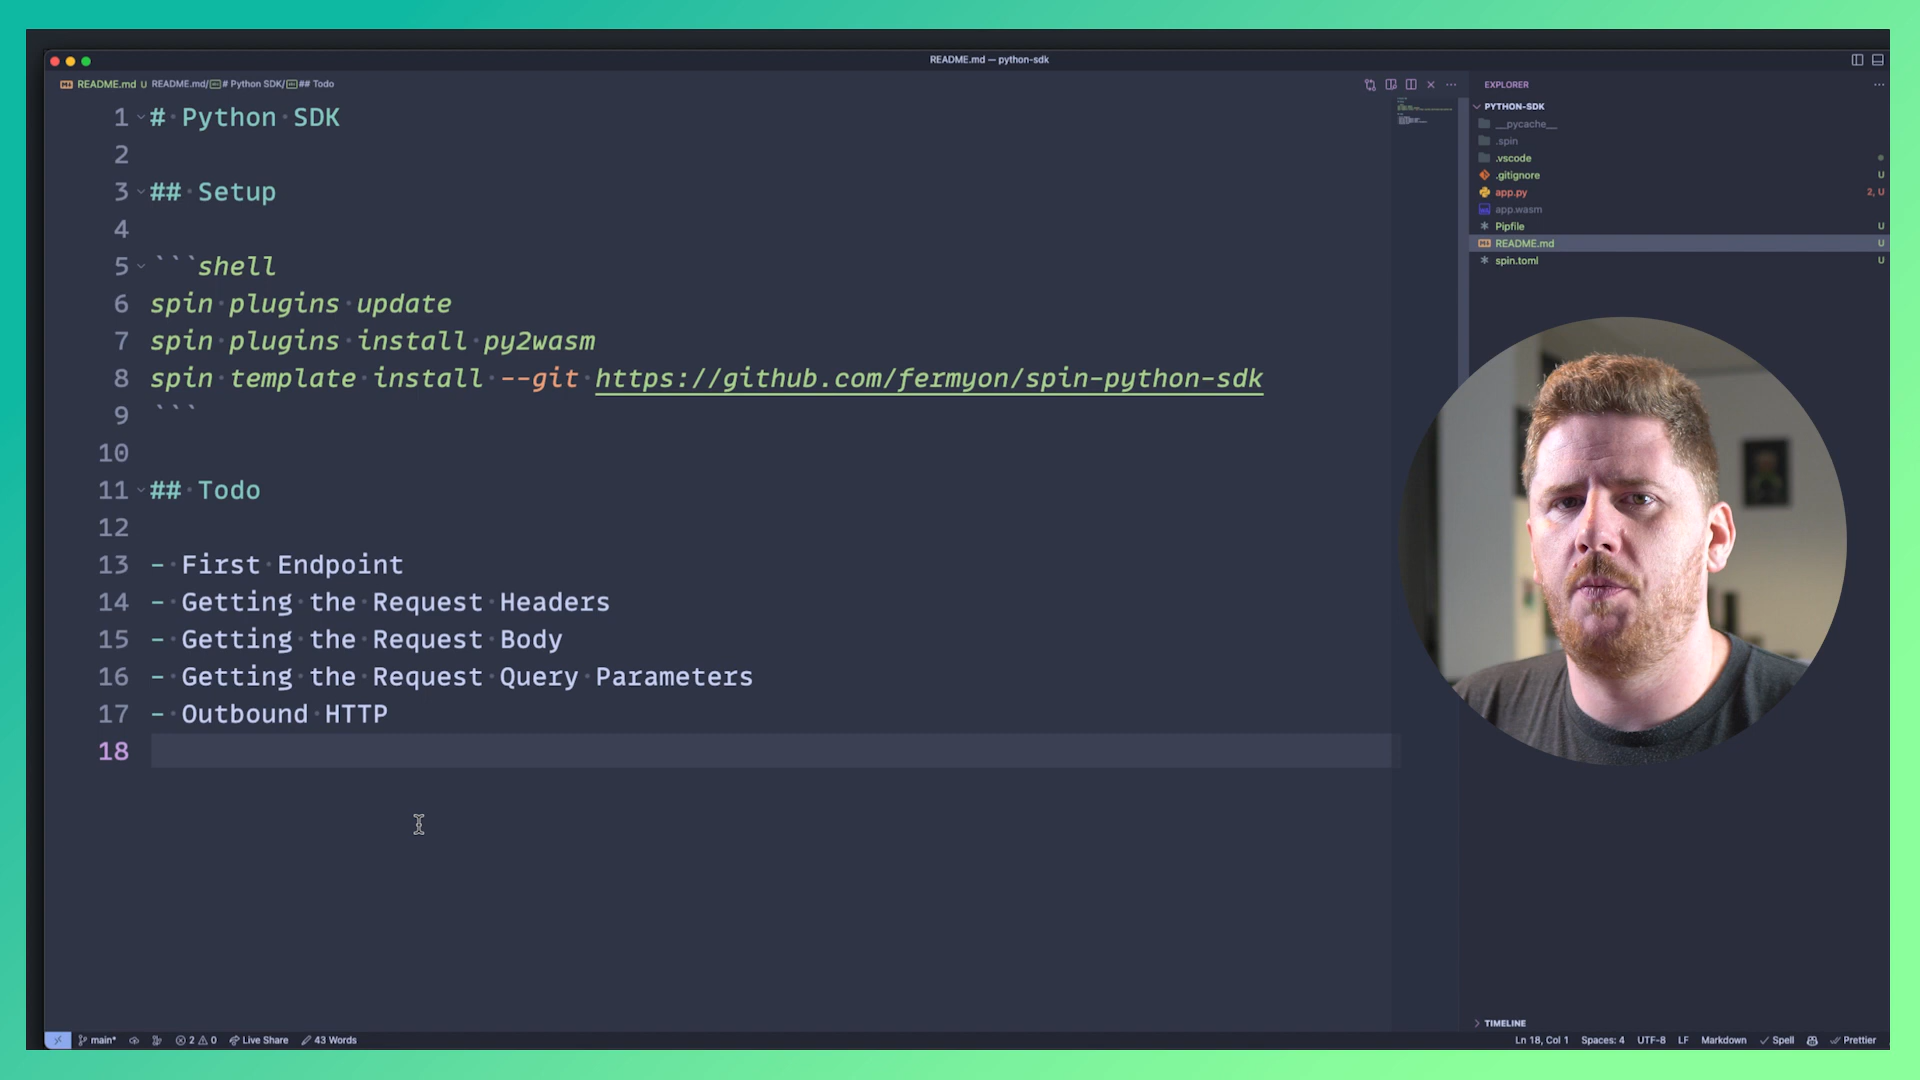 README.md — python-sdk
README.md U README.md/ # Python SDK/ ## Todo
1 # Python SDK
2
3 ## Setup
4
5 ```shell
6 spin plugins update
7 spin plugins install py2wasm
8 spin template install --git https://github.com/fermyon/spin-python-sdk
9 ```
10
11 ## Todo
12
13 - First Endpoint
14 - Getting the Request Headers
15 - Getting the Request Body
16 - Getting the Request Query Parameters
17 - Outbound HTTP
18
EXPLORER
PYTHON-SDK
__pycache__
.spin
.vscode
.gitignore U
app.py 2, U
app.wasm
Pipfile U
README.md U
spin.toml U
TIMELINE
main* 2 0 Live Share 43 Words
Ln 18, Col 1 Spaces: 4 UTF-8 LF Markdown Spell Prettier